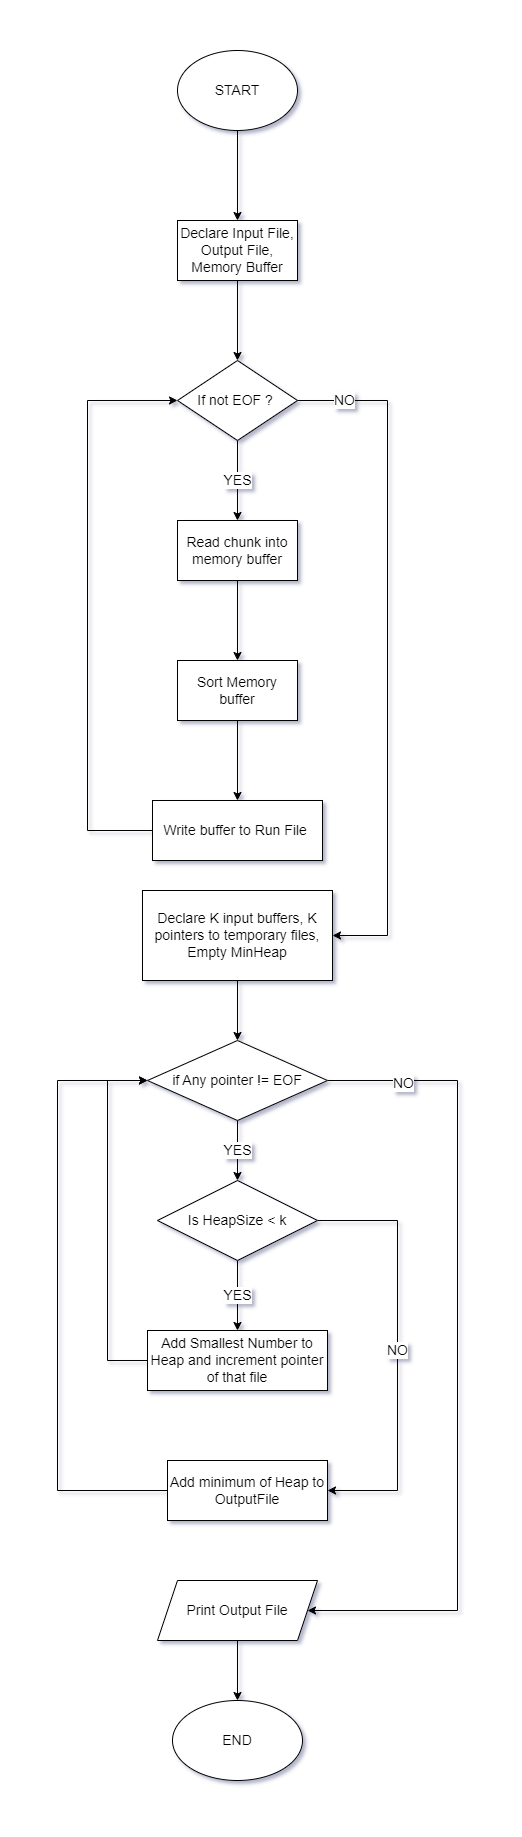 START
Declare Input File,
Output File,
Memory Buffer
If not EOF ?
NO
YES
Read chunk into
memory buffer
Sort Memory
buffer
Write buffer to Run File
Declare K input buffers, K
pointers to temporary files,
Empty MinHeap
if Any pointer != EOF
NO
YES
Is HeapSize < k
YES
NO
Add Smallest Number to
Heap and increment pointer
of that file
Add minimum of Heap to
OutputFile
Print Output File
END